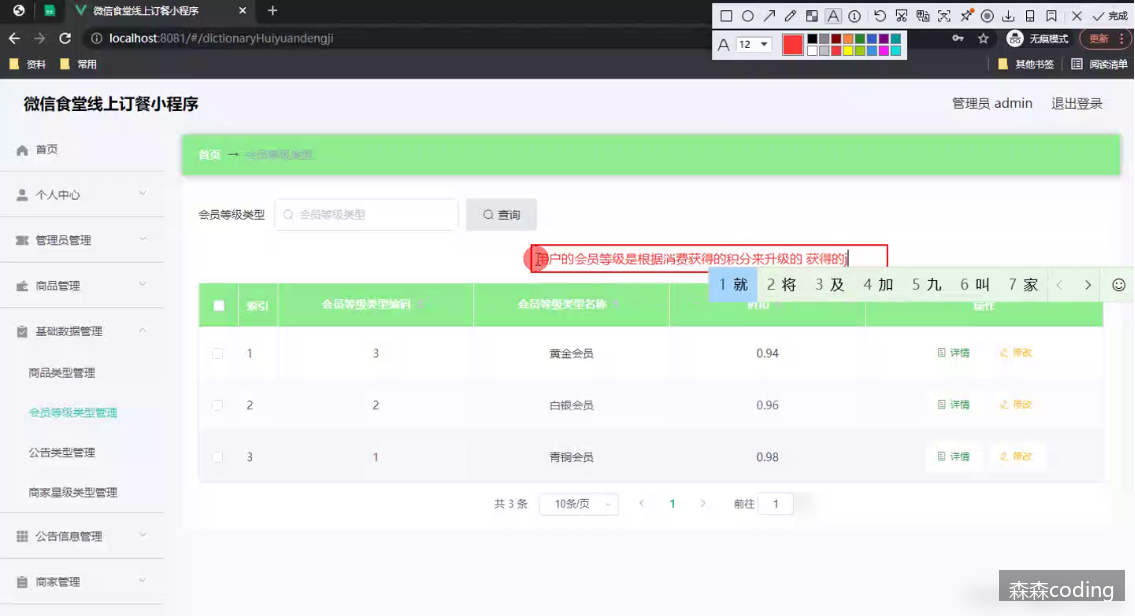 微信食堂线上订餐小程序
完成
localhost:8081/#/dictionaryHuiyuandengji
A 12
无痕模式
更新
资料
常用
其他书签
阅读清单
微信食堂线上订餐小程序
管理员 admin
退出登录
首页
个人中心
管理员管理
商品管理
基础数据管理
商品类型管理
会员等级类型管理
公告类型管理
商家星级类型管理
公告信息管理
商家管理
首页 → 会员等级类型
会员等级类型
会员等级类型
查询
用户的会员等级是根据消费获得的积分来升级的 获得的j
1 就 2 将 3 及 4 加 5 九 6 叫 7 家
索引 会员等级类型编码 会员等级类型名称 折扣 操作
1 3 黄金会员 0.94 详情 修改
2 2 白银会员 0.96 详情 修改
3 1 青铜会员 0.98 详情 修改
共 3 条 10条/页 1 前往 1
森森coding